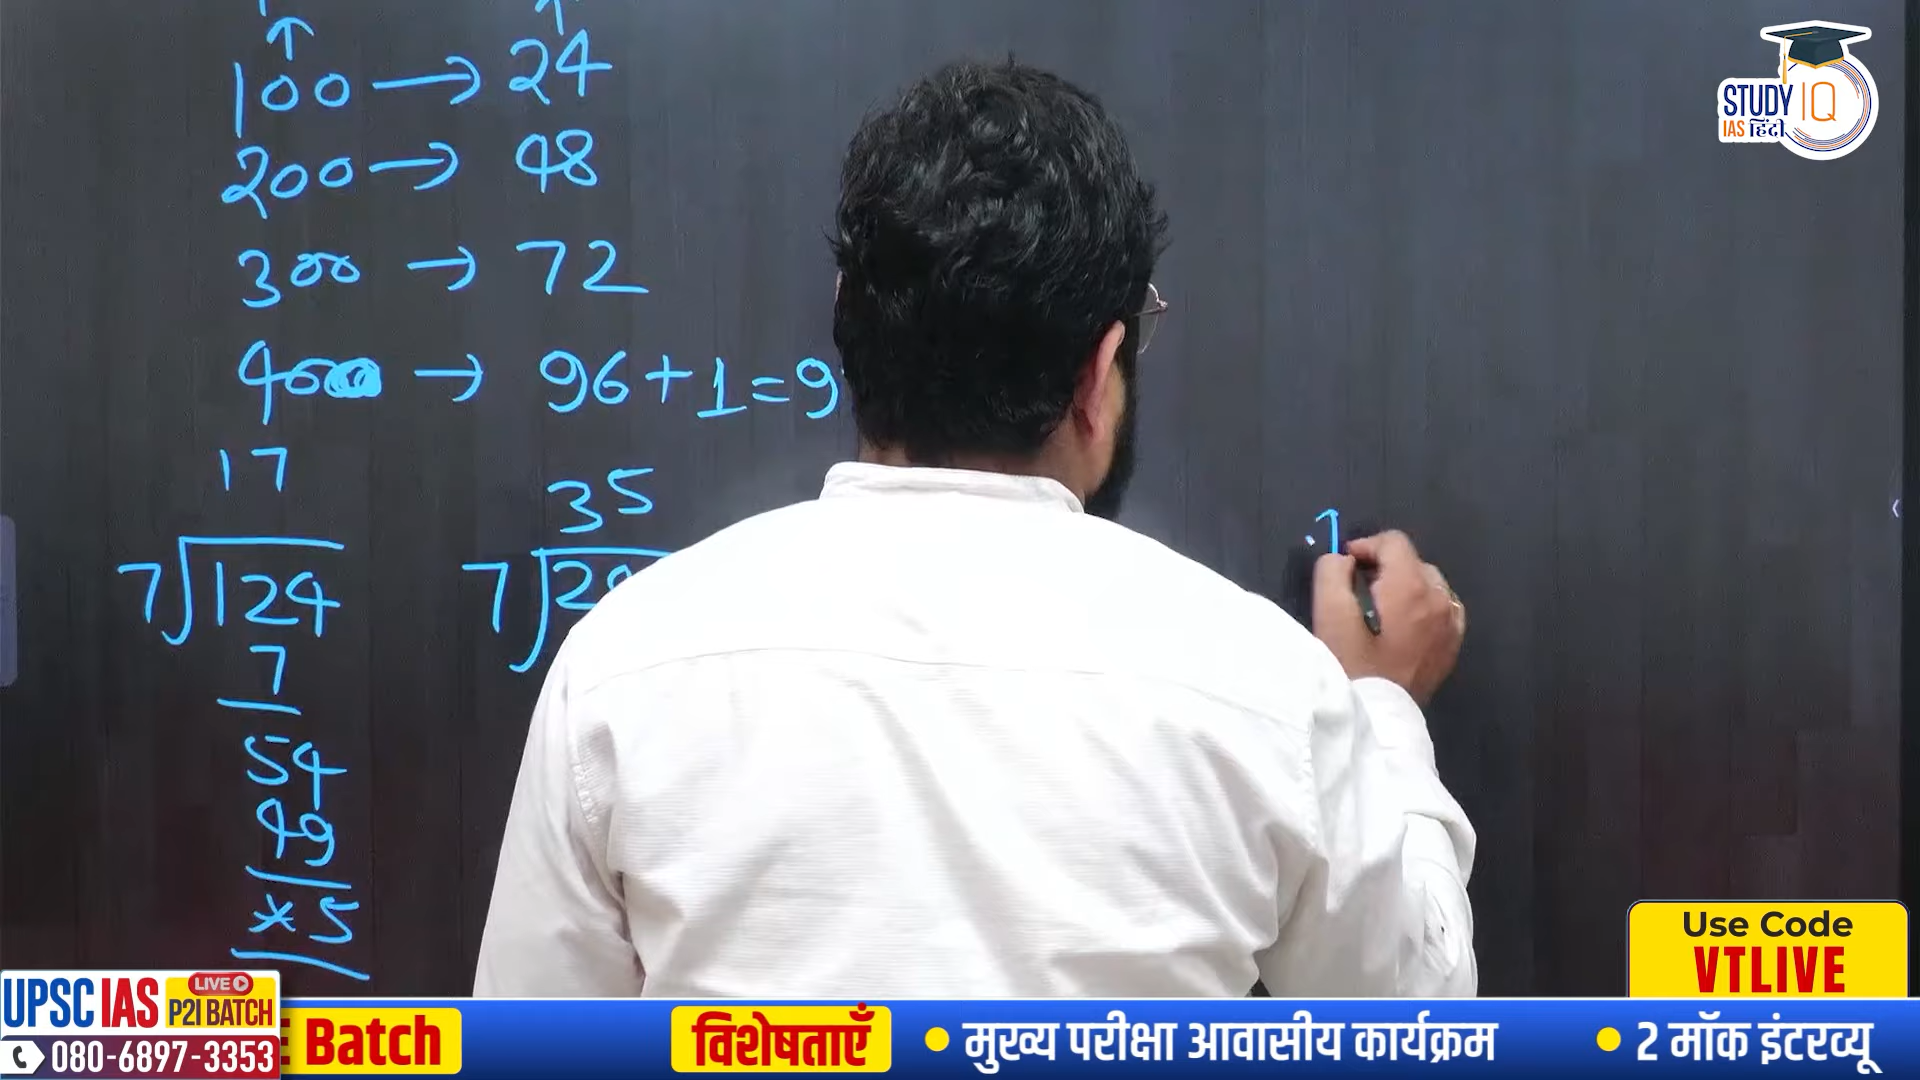 100 → 24
200 → 48
300 → 72
400 → 96+1=9
17
7 124
7
54
49
× 5
35
7
STUDY IQ
IAS हिंदी
Use Code
VTLIVE
UPSC IAS LIVE P2I BATCH
080-6897-3353
E Batch
विशेषताएँ
• मुख्य परीक्षा आवासीय कार्यक्रम
• 2 मॉक इंटरव्यू